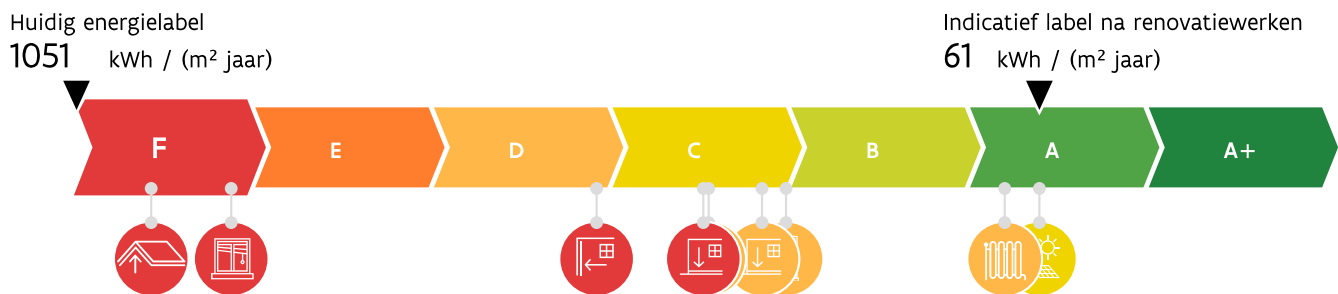 Huidig energielabel
1051 kWh / (m² jaar)
Indicatief label na renovatiewerken
61 kWh / (m² jaar)
F E D C B A A+